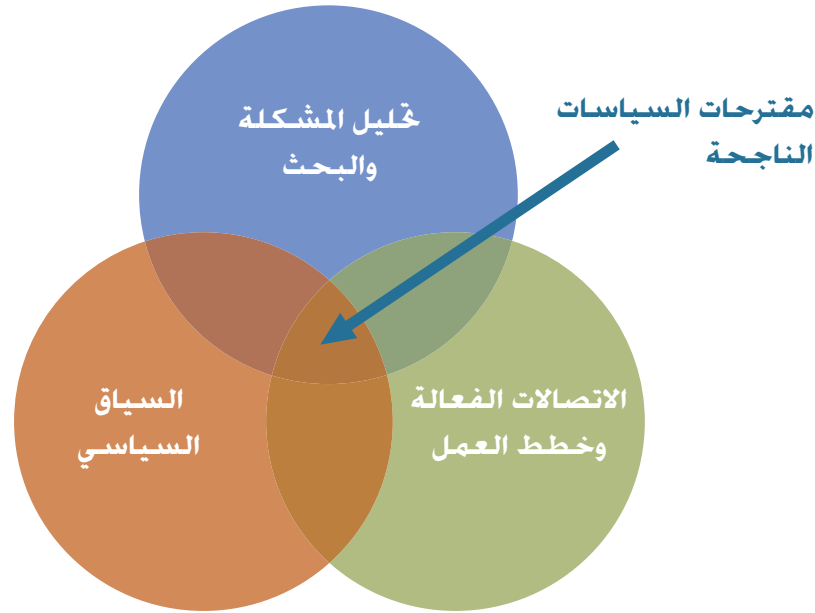 تحليل المشكلة
والبحث
مقترحات السياسات
الناجحة
السياق
السياسي
الاتصالات الفعالة
وخطط العمل